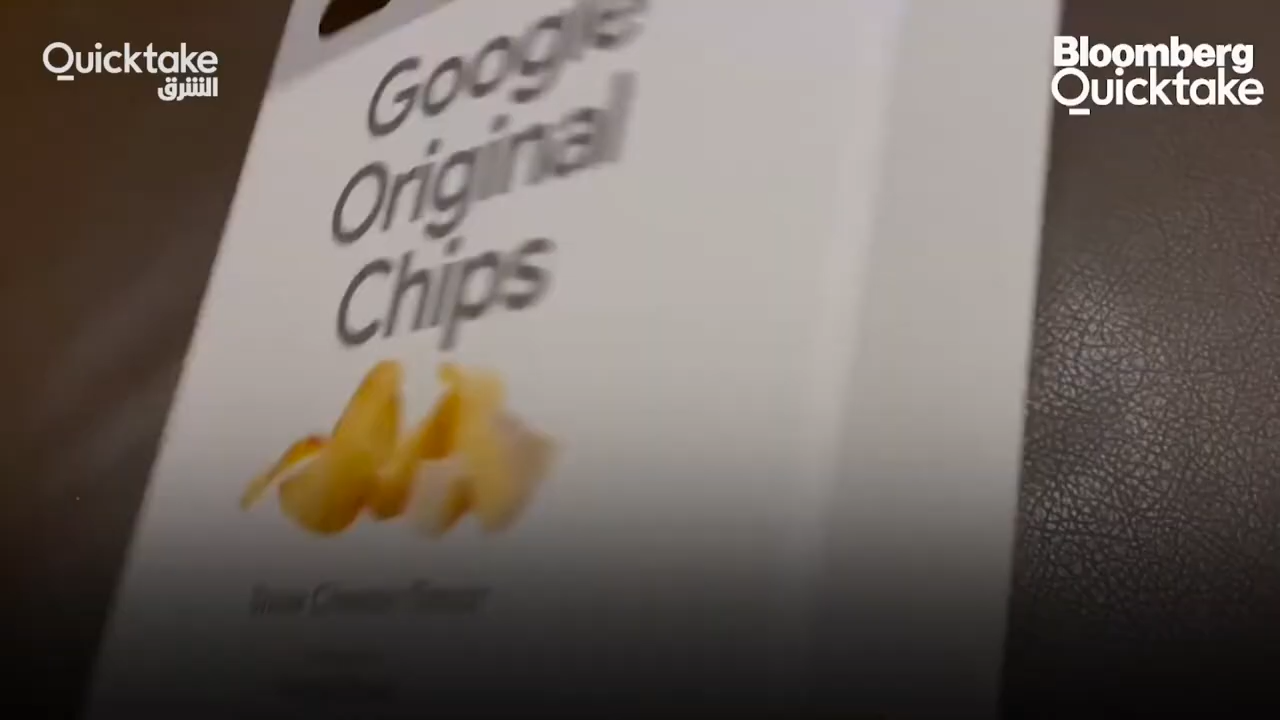 Quicktake
الشرق
Bloomberg
Quicktake
Google
Original
Chips